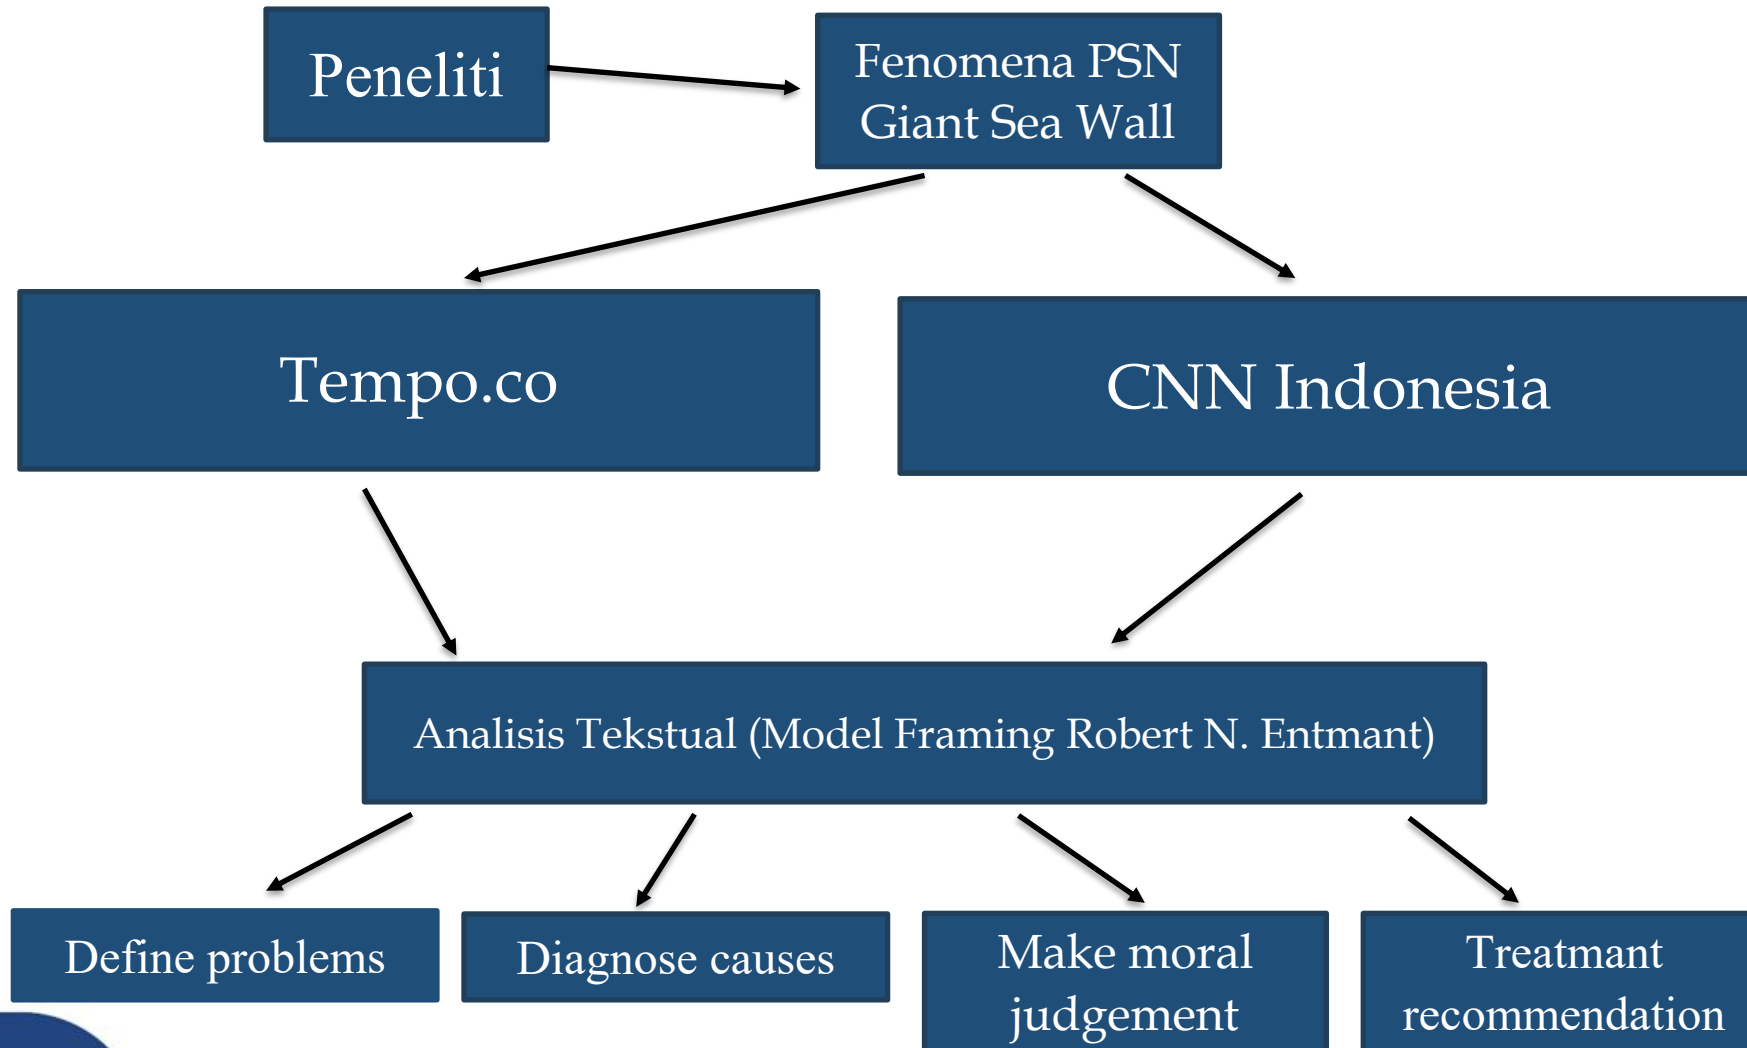 Peneliti
Fenomena PSN
Giant Sea Wall
Tempo.co
CNN Indonesia
Analisis Tekstual (Model Framing Robert N. Entmant)
Define problems
Diagnose causes
Make moral
judgement
Treatmant
recommendation